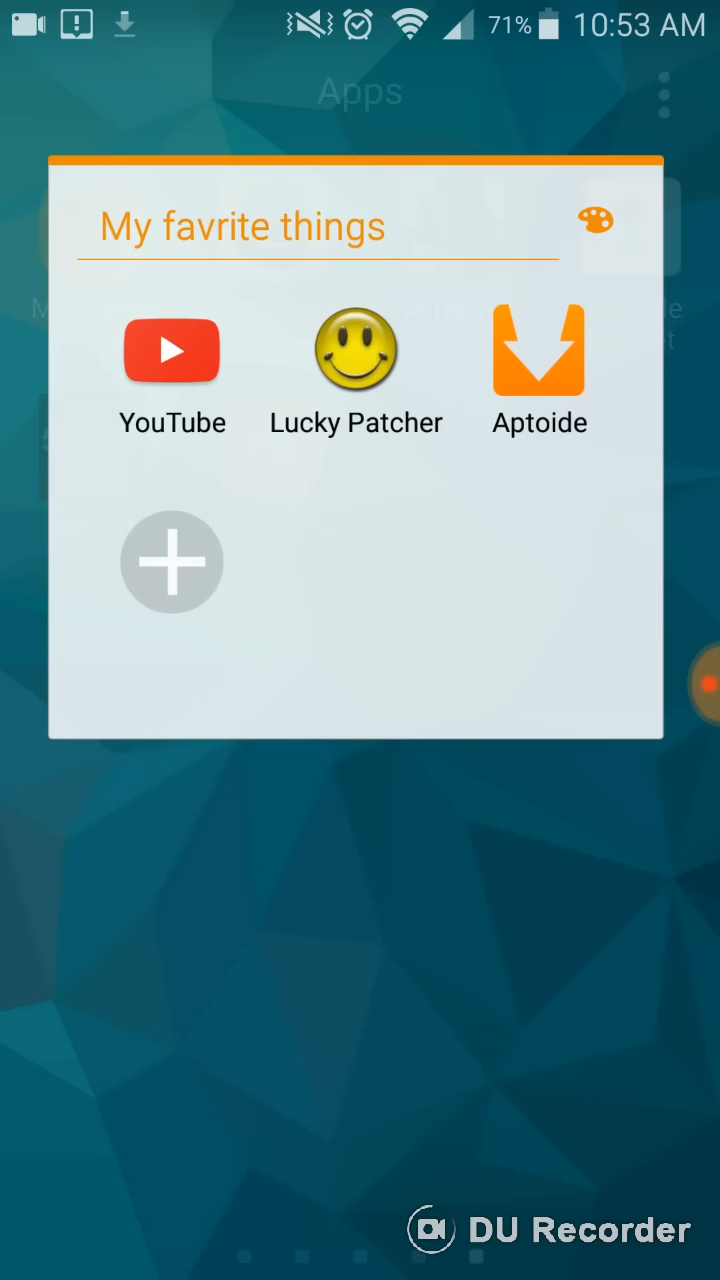 71% 10:53 AM
Apps
My favrite things
YouTube Lucky Patcher Aptoide
DU Recorder